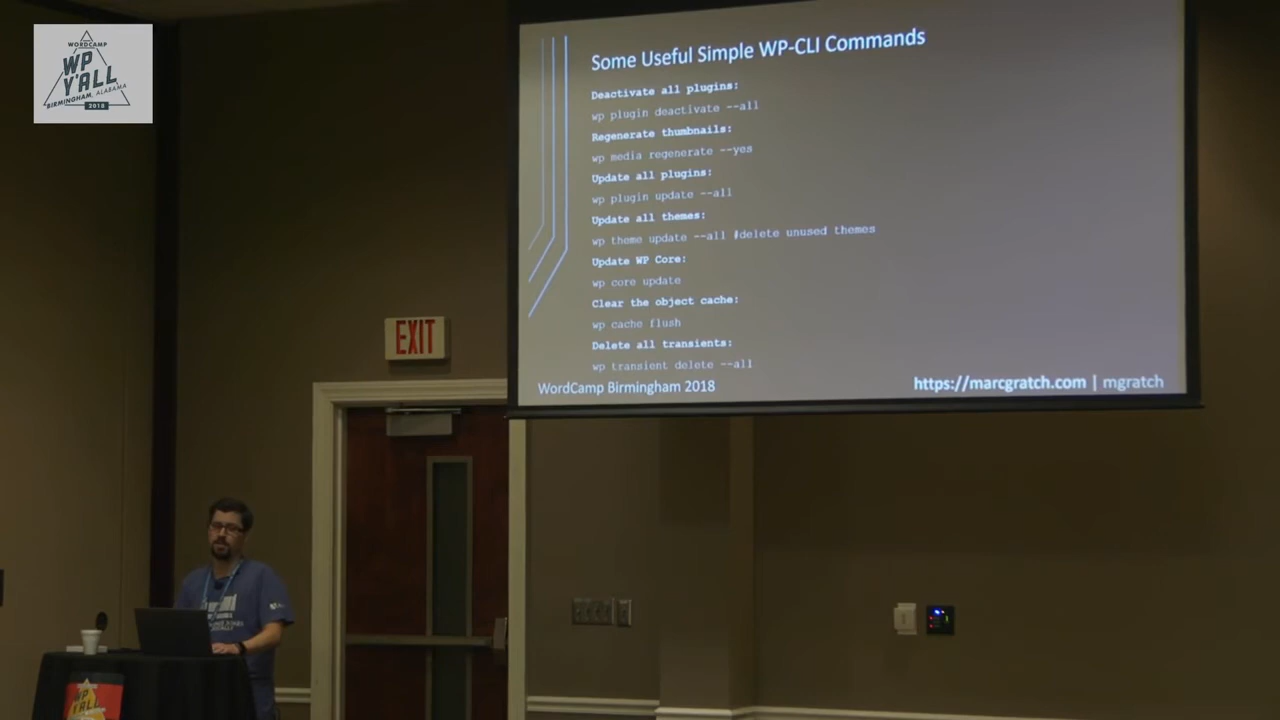 WORDCAMP
WP
Y'ALL
BIRMINGHAM, ALABAMA
2018
Some Useful Simple WP-CLI Commands
Deactivate all plugins:
wp plugin deactivate --all
Regenerate thumbnails:
wp media regenerate --yes
Update all plugins:
wp plugin update --all
Update all themes:
wp theme update --all #delete unused themes
Update WP Core:
wp core update
Clear the object cache:
wp cache flush
Delete all transients:
wp transient delete --all
WordCamp Birmingham 2018
https://marcgratch.com | mgratch
EXIT
WP
Y'ALL